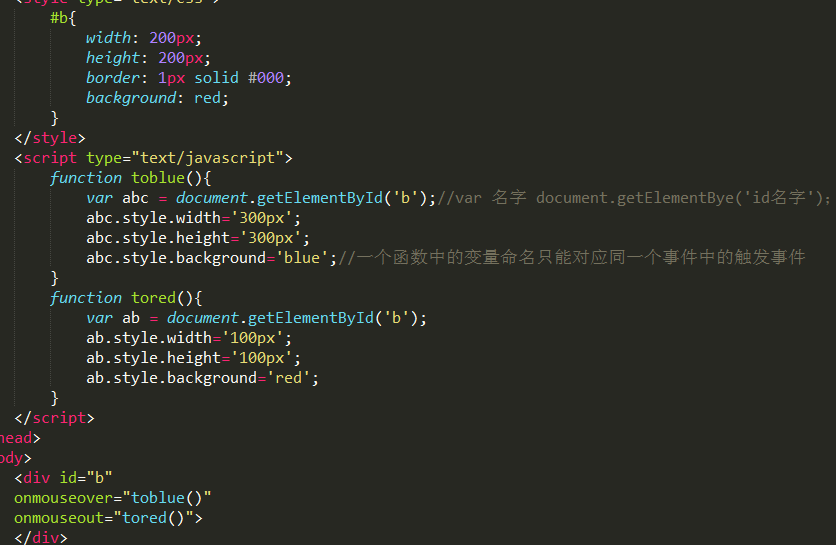 <style type="text/css">
#b{
width: 200px;
height: 200px;
border: 1px solid #000;
background: red;
}
</style>
<script type="text/javascript">
function toblue(){
var abc = document.getElementById('b');//var 名字 document.getElementBye('id名字');
abc.style.width='300px';
abc.style.height='300px';
abc.style.background='blue';//一个函数中的变量命名只能对应同一个事件中的触发事件
}
function tored(){
var ab = document.getElementById('b');
ab.style.width='100px';
ab.style.height='100px';
ab.style.background='red';
}
</script>
head>
ody>
<div id="b"
onmouseover="toblue()"
onmouseout="tored()">
</div>